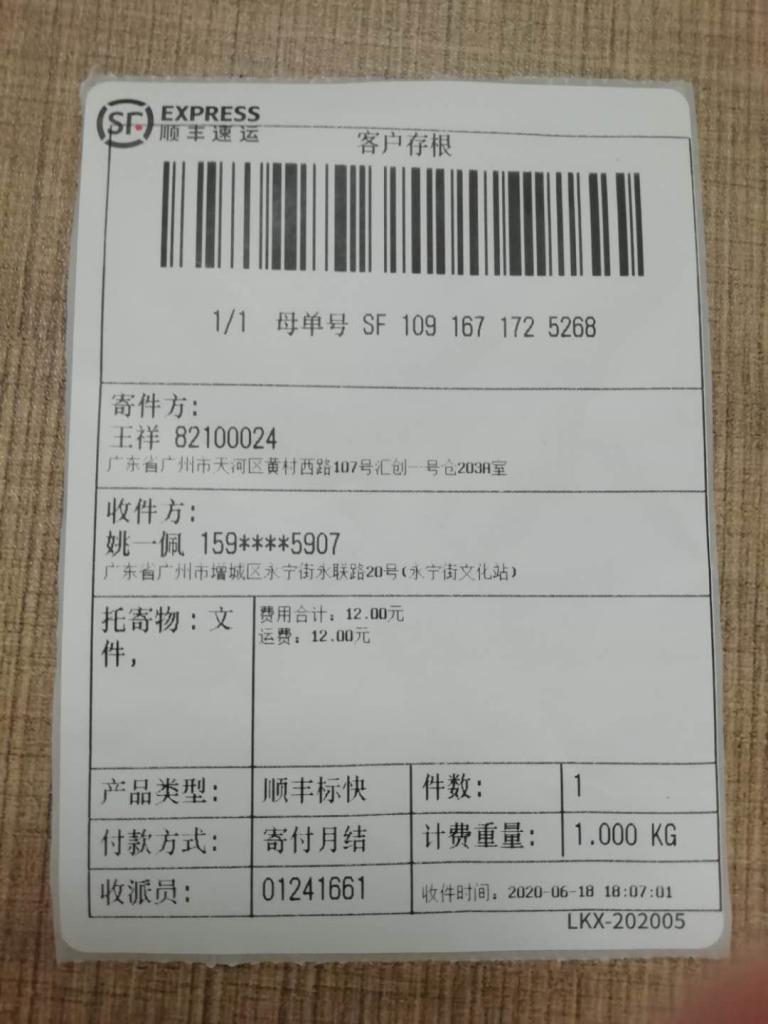 SF EXPRESS
顺丰速运
客户存根
1/1 母单号 SF 109 167 172 5268
寄件方:
王祥 82100024
广东省广州市天河区黄村西路107号汇创一号仓203A室
收件方:
姚一佩 159****5907
广东省广州市增城区永宁街永联路20号(永宁街文化站)
托寄物:文
件,
费用合计: 12.00元
运费: 12.00元
产品类型: 顺丰标快 件数: 1
付款方式: 寄付月结 计费重量: 1.000 KG
收派员: 01241661 收件时间: 2020-06-18 18:07:01
LKX-202005